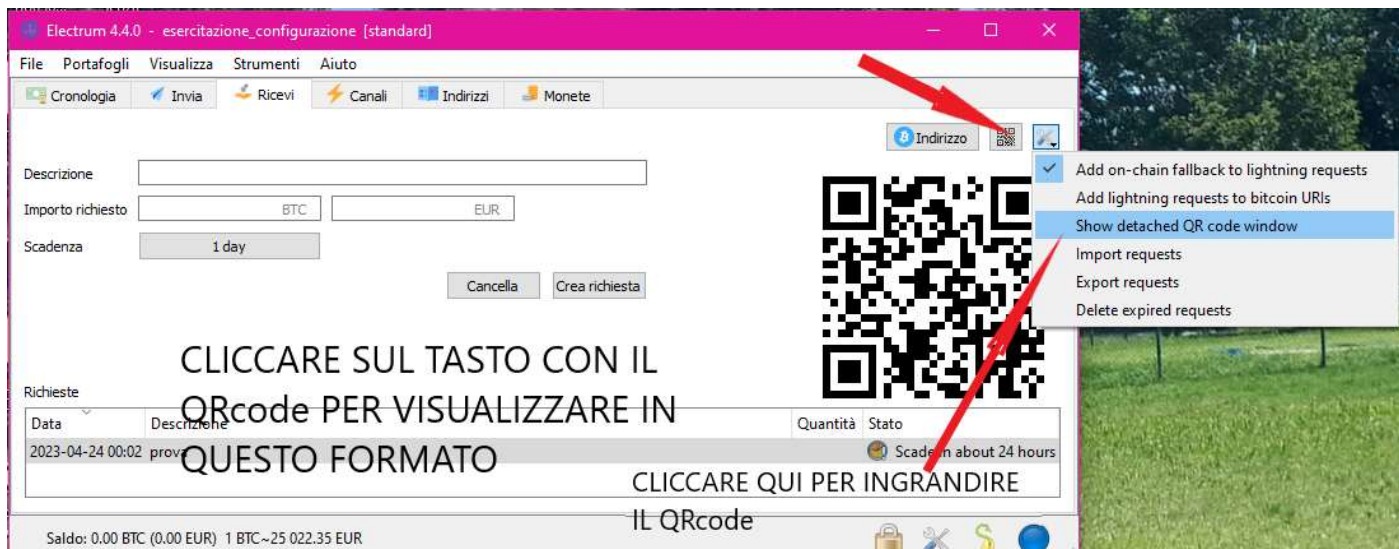 Electrum 4.4.0 - esercitazione_configurazione [standard]
File Portafogli Visualizza Strumenti Aiuto
Cronologia Invia Ricevi Canali Indirizzi Monete
Indirizzo
Descrizione
Importo richiesto BTC EUR
Scadenza 1 day
Cancella Crea richiesta
Add on-chain fallback to lightning requests
Add lightning requests to bitcoin URIs
Show detached QR code window
Import requests
Export requests
Delete expired requests
CLICCARE SUL TASTO CON IL
QRcode PER VISUALIZZARE IN
QUESTO FORMATO
Richieste
Data Descrizione Quantità Stato
2023-04-24 00:02 prova Scade in about 24 hours
CLICCARE QUI PER INGRANDIRE
IL QRcode
Saldo: 0.00 BTC (0.00 EUR) 1 BTC~25 022.35 EUR